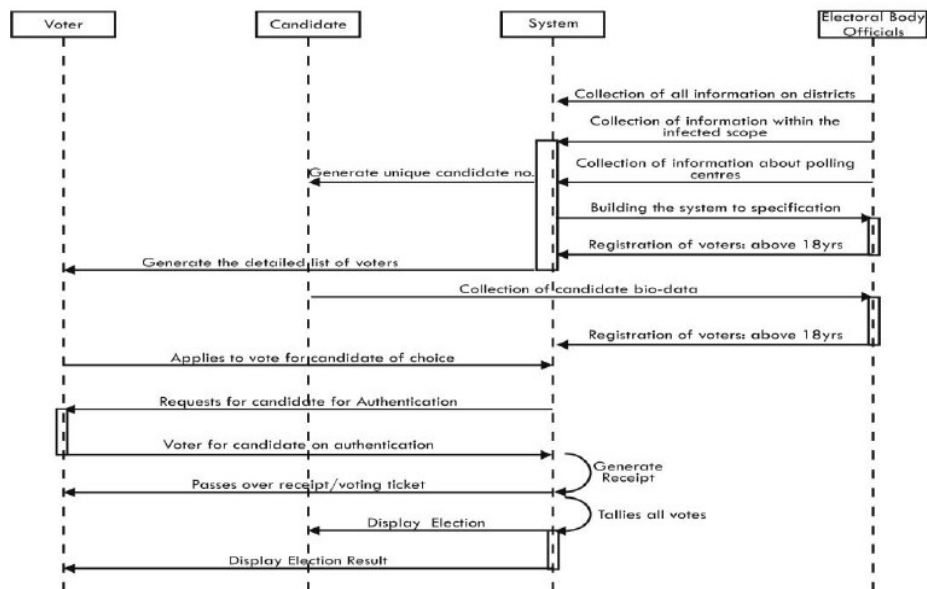 Voter
Candidate
System
Electoral Body
Officials
Collection of all information on districts
Collection of information within the
infected scope
Generate unique candidate no.
Collection of information about polling
centres
Building the system to specification
Registration of voters: above 18yrs
Generate the detailed list of voters
Collection of candidate bio-data
Registration of voters: above 18yrs
Applies to vote for candidate of choice
Requests for candidate for Authentication
Voter for candidate on authentication
Generate
Receipt
Passes over receipt/voting ticket
Tallies all votes
Display Election
Display Election Result